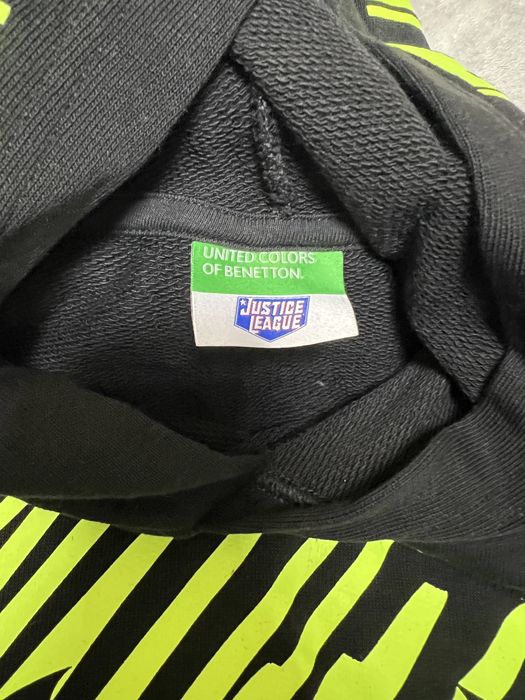 UNITED COLORS
OF BENETTON.
JUSTICE
LEAGUE